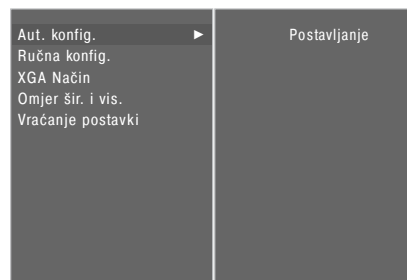 Aut. konfig. ►
Postavljanje
Ručna konfig.
XGA Način
Omjer šir. i vis.
Vraćanje postavki